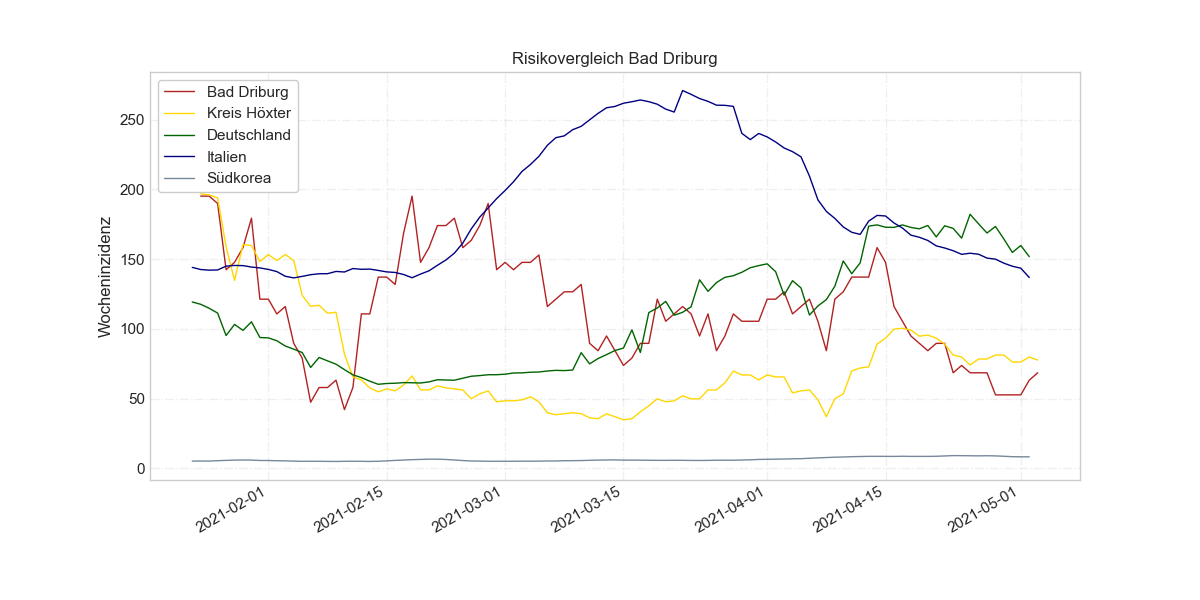 Risikovergleich Bad Driburg
Bad Driburg
Kreis Höxter
Deutschland
Italien
Südkorea
Wocheninzidenz
250
200
150
100
50
0
2021-02-01
2021-02-15
2021-03-01
2021-03-15
2021-04-01
2021-04-15
2021-05-01